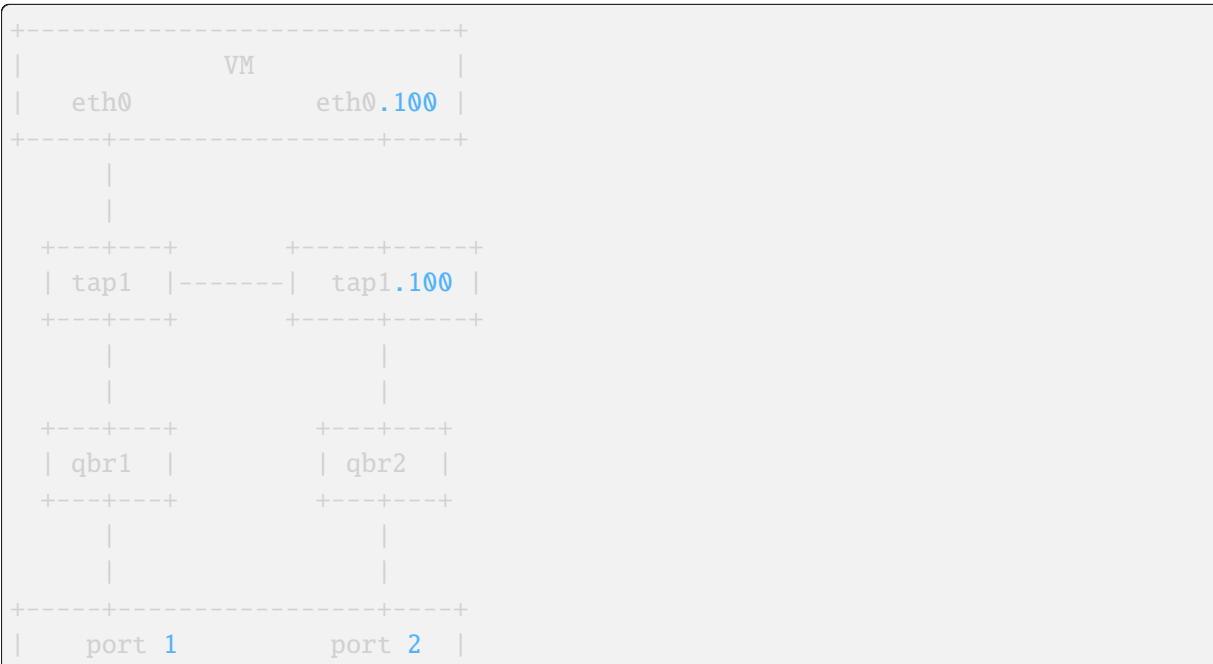 +----------------------------+
|             VM             |
|   eth0            eth0.100 |
+-----+-----------------+----+
      |
      |
  +---+---+       +-----+-----+
  | tap1  |-------|  tap1.100 |
  +---+---+       +-----+-----+
      |                 |
      |                 |
  +---+---+         +---+---+
  | qbr1  |         | qbr2  |
  +---+---+         +---+---+
      |                 |
      |                 |
+-----+-----------------+----+
|    port 1          port 2  |